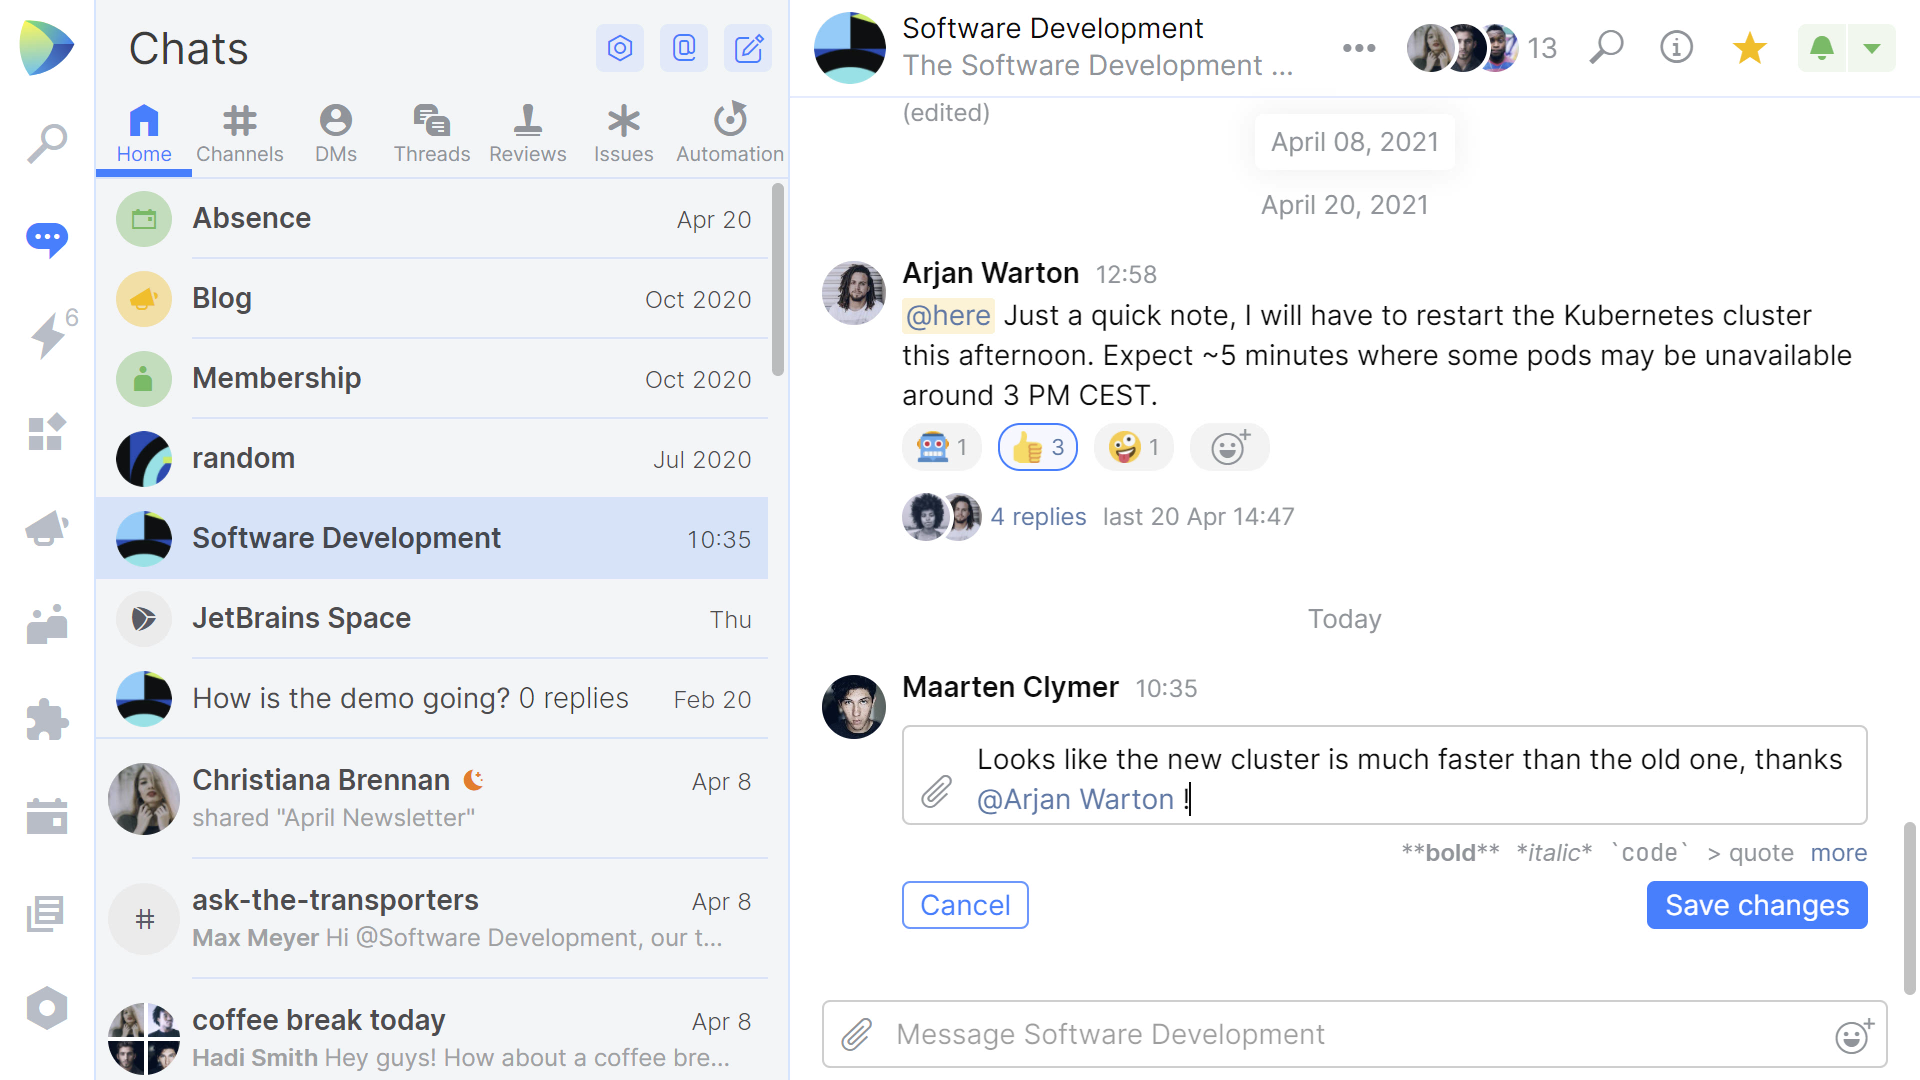 Chats
Home
Channels
DMs
Threads
Reviews
Issues
Automation
6
Absence
Apr 20
Blog
Oct 2020
Membership
Oct 2020
random
Jul 2020
Software Development
10:35
JetBrains Space
Thu
How is the demo going? 0 replies
Feb 20
Christiana Brennan
Apr 8
shared "April Newsletter"
# ask-the-transporters
Apr 8
Max Meyer Hi @Software Development, our t...
coffee break today
Apr 8
Hadi Smith Hey guys! How about a coffee bre...
Software Development
The Software Development ...
13
(edited)
April 08, 2021
April 20, 2021
Arjan Warton 12:58
@here Just a quick note, I will have to restart the Kubernetes cluster
this afternoon. Expect ~5 minutes where some pods may be unavailable
around 3 PM CEST.
1
3
1
4 replies last 20 Apr 14:47
Today
Maarten Clymer 10:35
Looks like the new cluster is much faster than the old one, thanks
@Arjan Warton !
**bold** *italic* `code` > quote more
Cancel
Save changes
Message Software Development